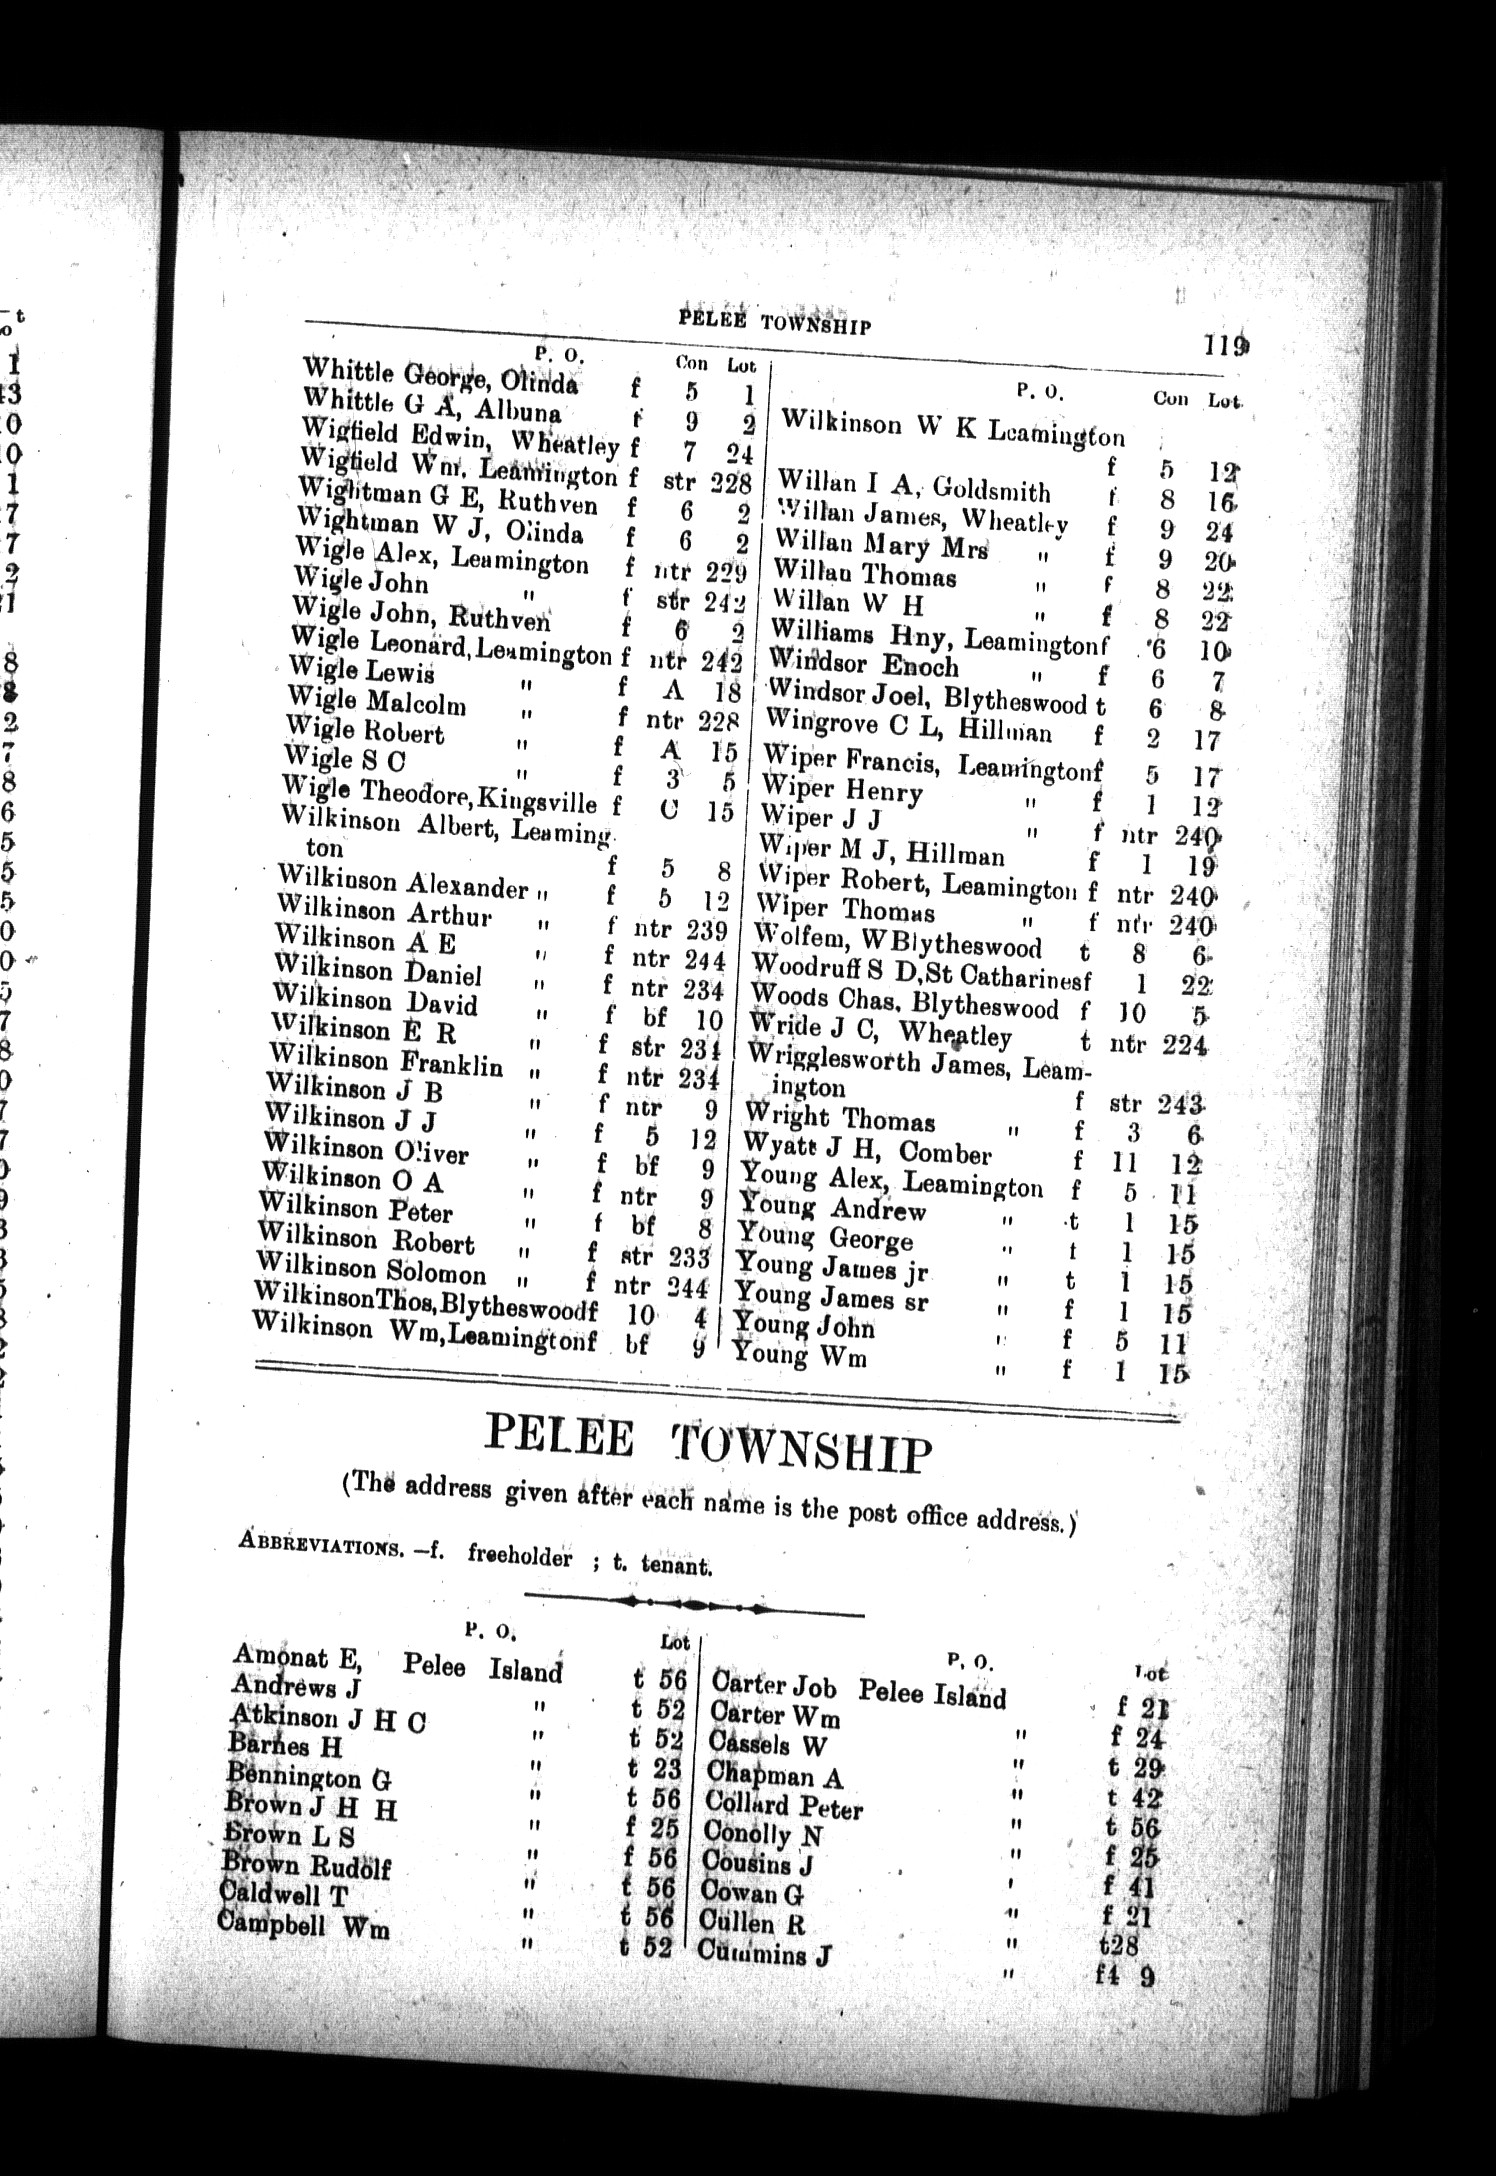 PELEE TOWNSHIP
119
P. O. Con Lot
Whittle George, Olinda f 5 1
Whittle G A, Albuna f 9 2
Wigfield Edwin, Wheatley f 7 24
Wigfield Wm, Leamington f str 228
Wightman G E, Ruthven f 6 2
Wightman W J, Olinda f 6 2
Wigle Alex, Leamington f ntr 229
Wigle John " f str 242
Wigle John, Ruthven f 6 2
Wigle Leonard, Leamington f ntr 242
Wigle Lewis " f A 18
Wigle Malcolm " f ntr 228
Wigle Robert " f A 15
Wigle S C " f 3 5
Wigle Theodore, Kingsville f C 15
Wilkinson Albert, Leaming-
ton f 5 8
Wilkinson Alexander " f 5 12
Wilkinson Arthur " f ntr 239
Wilkinson A E " f ntr 244
Wilkinson Daniel " f ntr 234
Wilkinson David " f bf 10
Wilkinson E R " f str 234
Wilkinson Franklin " f ntr 234
Wilkinson J B " f ntr 9
Wilkinson J J " f 5 12
Wilkinson Oliver " f bf 9
Wilkinson O A " f ntr 9
Wilkinson Peter " f bf 8
Wilkinson Robert " f str 233
Wilkinson Solomon " f ntr 244
Wilkinson Thos, Blytheswood f 10 4
Wilkinson Wm, Leamington f bf 9
P. O. Con Lot
Wilkinson W K Leamington
f 5 12
Willan I A, Goldsmith f 8 16
Willan James, Wheatley f 9 24
Willan Mary Mrs " f 9 20
Willan Thomas " f 8 22
Willan W H " f 8 22
Williams Hny, Leamington f 6 10
Windsor Enoch " f 6 7
Windsor Joel, Blytheswood t 6 8
Wingrove C L, Hillman f 2 17
Wiper Francis, Leamington f 5 17
Wiper Henry " f 1 12
Wiper J J " f ntr 240
Wiper M J, Hillman f 1 19
Wiper Robert, Leamington f ntr 240
Wiper Thomas " f ntr 240
Wolfem, W Blytheswood t 8 6
Woodruff S D, St Catharines f 1 22
Woods Chas, Blytheswood f 10 5
Wride J C, Wheatley t ntr 224
Wrigglesworth James, Leam-
ington f str 243
Wright Thomas " f 3 6
Wyatt J H, Comber f 11 12
Young Alex, Leamington f 5 11
Young Andrew " t 1 15
Young George " t 1 15
Young James jr " t 1 15
Young James sr " f 1 15
Young John " f 5 11
Young Wm " f 1 15
PELEE TOWNSHIP
(The address given after each name is the post office address.)
ABBREVIATIONS.—f. freeholder ; t. tenant.
P. O. Lot
Amonat E, Pelee Island t 56
Andrews J " t 52
Atkinson J H C " t 52
Barnes H " t 23
Bennington G " t 56
Brown J H H " f 25
Brown L S " f 56
Brown Rudolf " t 56
Caldwell T " t 56
Campbell Wm " t 52
P. O. Lot
Carter Job Pelee Island f 21
Carter Wm " f 24
Cassels W " t 29
Chapman A " t 42
Collard Peter " t 56
Conolly N " f 25
Cousins J " f 41
Cowan G " f 21
Cullen R " t28
Cummins J " f4 9